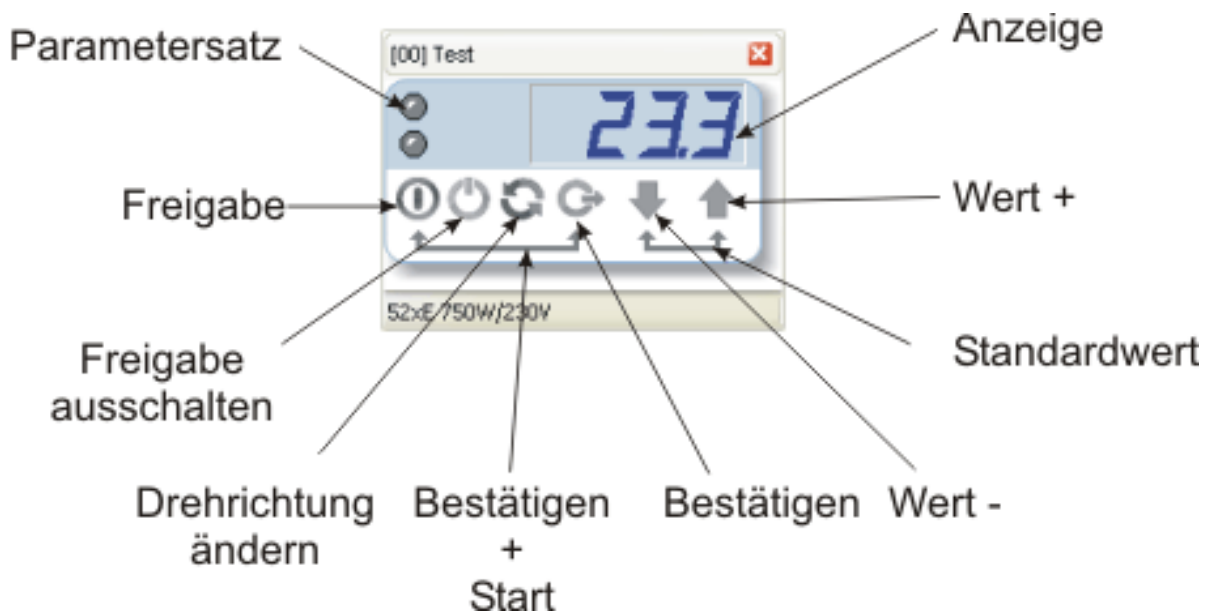 Parametersatz
Anzeige
[00] Test
23.3
Freigabe
Wert +
52xE 750W/230V
Freigabe
ausschalten
Standardwert
Drehrichtung
ändern
Bestätigen
+
Start
Bestätigen
Wert -